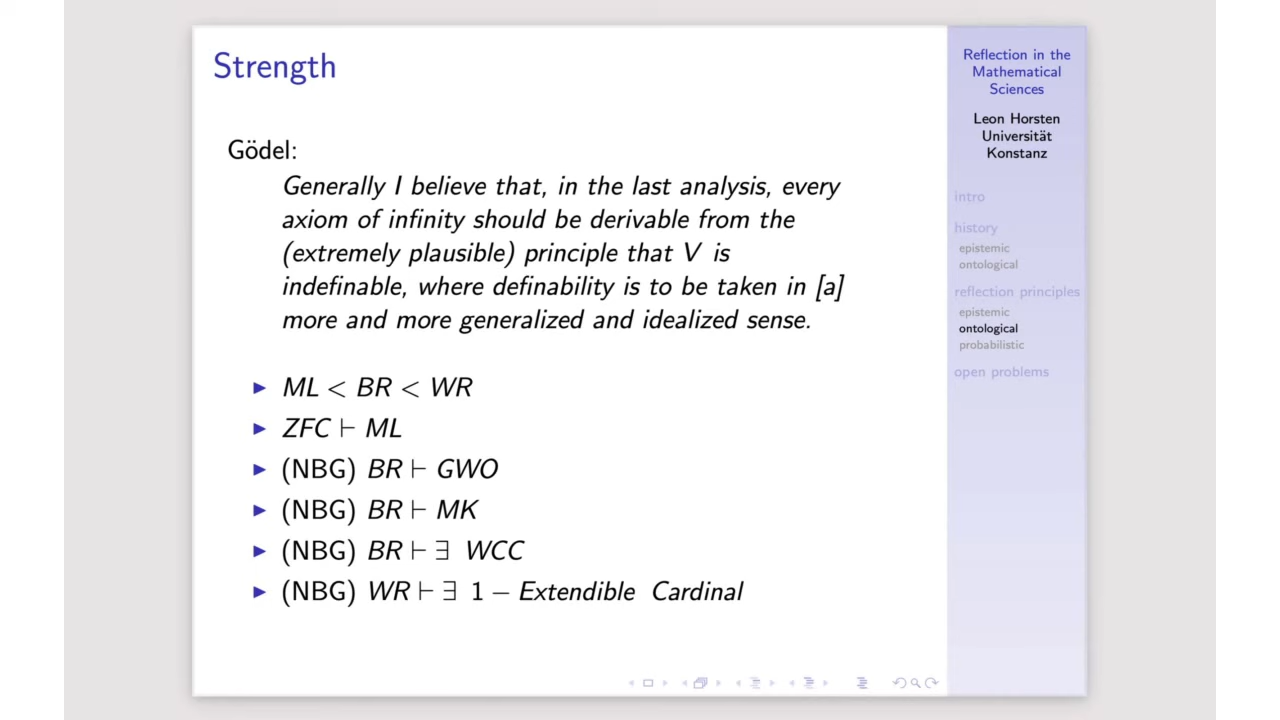 Strength
Gödel:
Generally I believe that, in the last analysis, every
axiom of infinity should be derivable from the
(extremely plausible) principle that V is
indefinable, where definability is to be taken in [a]
more and more generalized and idealized sense.
▶ ML < BR < WR
▶ ZFC ⊢ ML
▶ (NBG) BR ⊢ GWO
▶ (NBG) BR ⊢ MK
▶ (NBG) BR ⊢ ∃ WCC
▶ (NBG) WR ⊢ ∃ 1 − Extendible Cardinal
Reflection in the
Mathematical
Sciences
Leon Horsten
Universität
Konstanz
intro
history
epistemic
ontological
reflection principles
epistemic
ontological
probabilistic
open problems